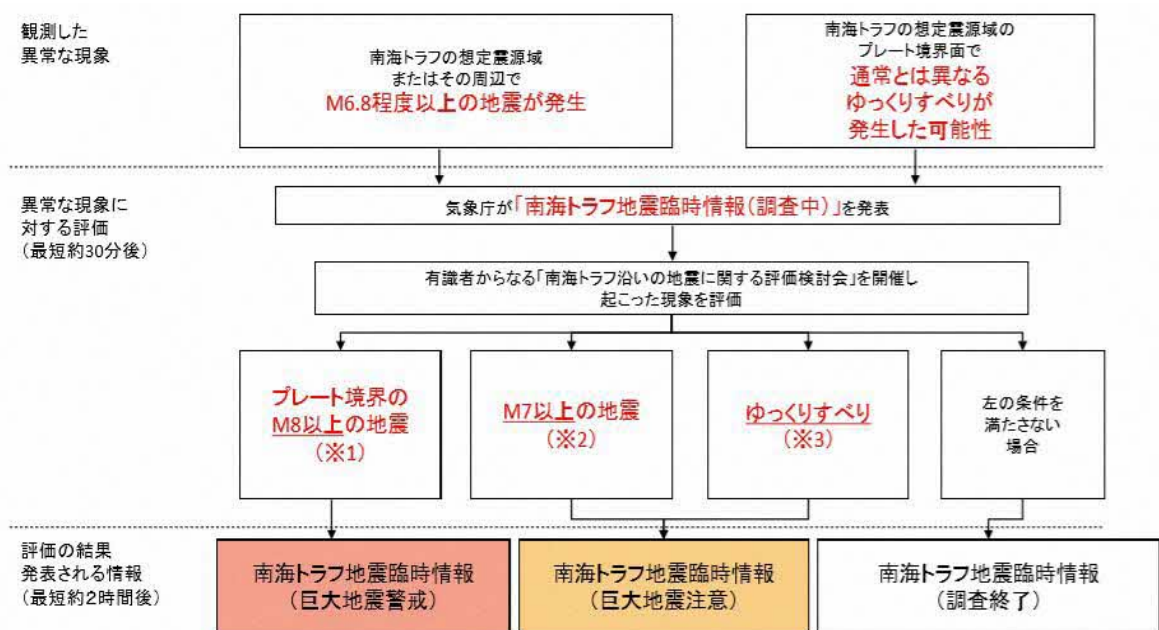 観測した
異常な現象
南海トラフの想定震源域
またはその周辺で
M6.8程度以上の地震が発生
南海トラフの想定震源域の
プレート境界面で
通常とは異なる
ゆっくりすべりが
発生した可能性
異常な現象に
対する評価
(最短約30分後)
気象庁が「南海トラフ地震臨時情報(調査中)」を発表
有識者からなる「南海トラフ沿いの地震に関する評価検討会」を開催し
起こった現象を評価
プレート境界の
M8以上の地震
(※1)
M7以上の地震
(※2)
ゆっくりすべり
(※3)
左の条件を
満たさない
場合
評価の結果
発表される情報
(最短約2時間後)
南海トラフ地震臨時情報
(巨大地震警戒)
南海トラフ地震臨時情報
(巨大地震注意)
南海トラフ地震臨時情報
(調査終了)